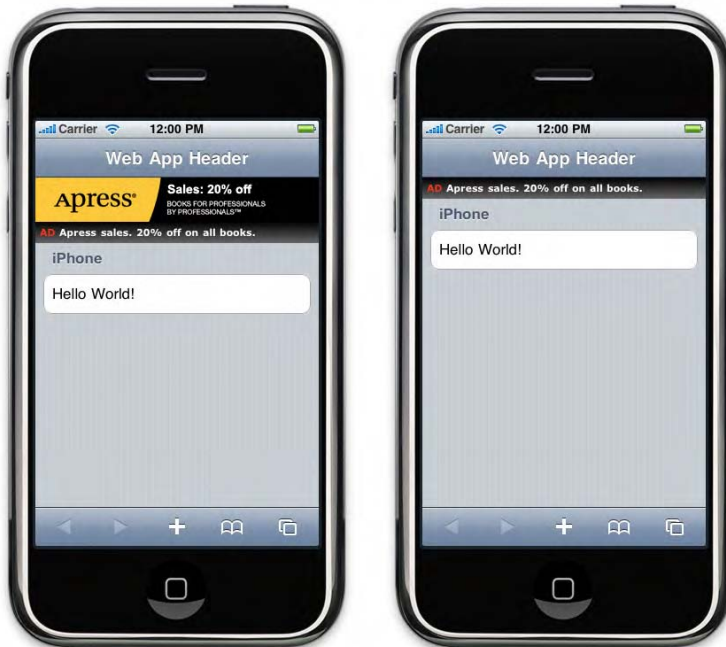 Carrier 12:00 PM
Web App Header
Apress®
Sales: 20% off
BOOKS FOR PROFESSIONALS
BY PROFESSIONALS™
AD Apress sales. 20% off on all books.
iPhone
Hello World!
Carrier 12:00 PM
Web App Header
AD Apress sales. 20% off on all books.
iPhone
Hello World!